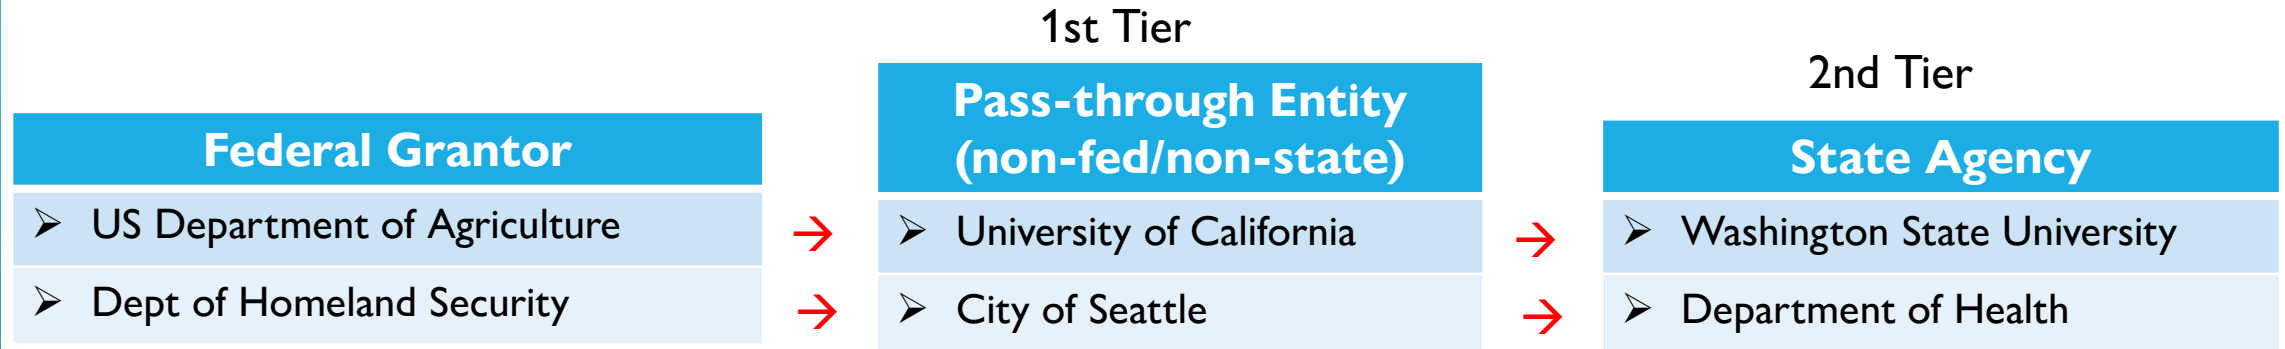 1st Tier
2nd Tier
Federal Grantor
Pass-through Entity
(non-fed/non-state)
State Agency
➢ US Department of Agriculture → ➢ University of California → ➢ Washington State University
➢ Dept of Homeland Security → ➢ City of Seattle → ➢ Department of Health